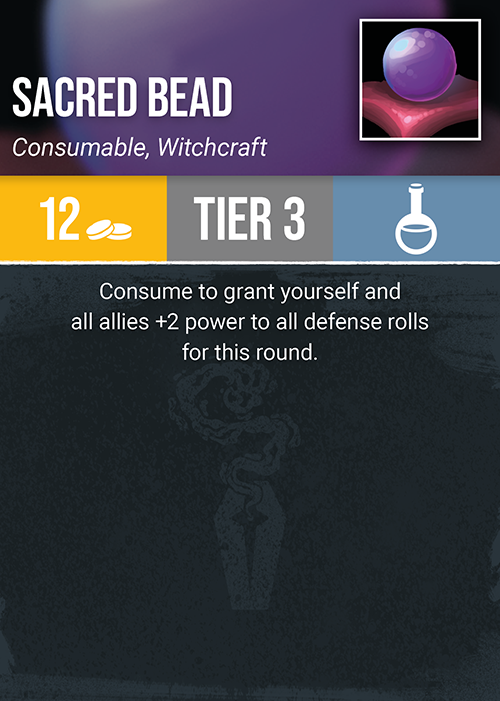 SACRED BEAD
Consumable, Witchcraft
12
TIER 3
Consume to grant yourself and
all allies +2 power to all defense rolls
for this round.